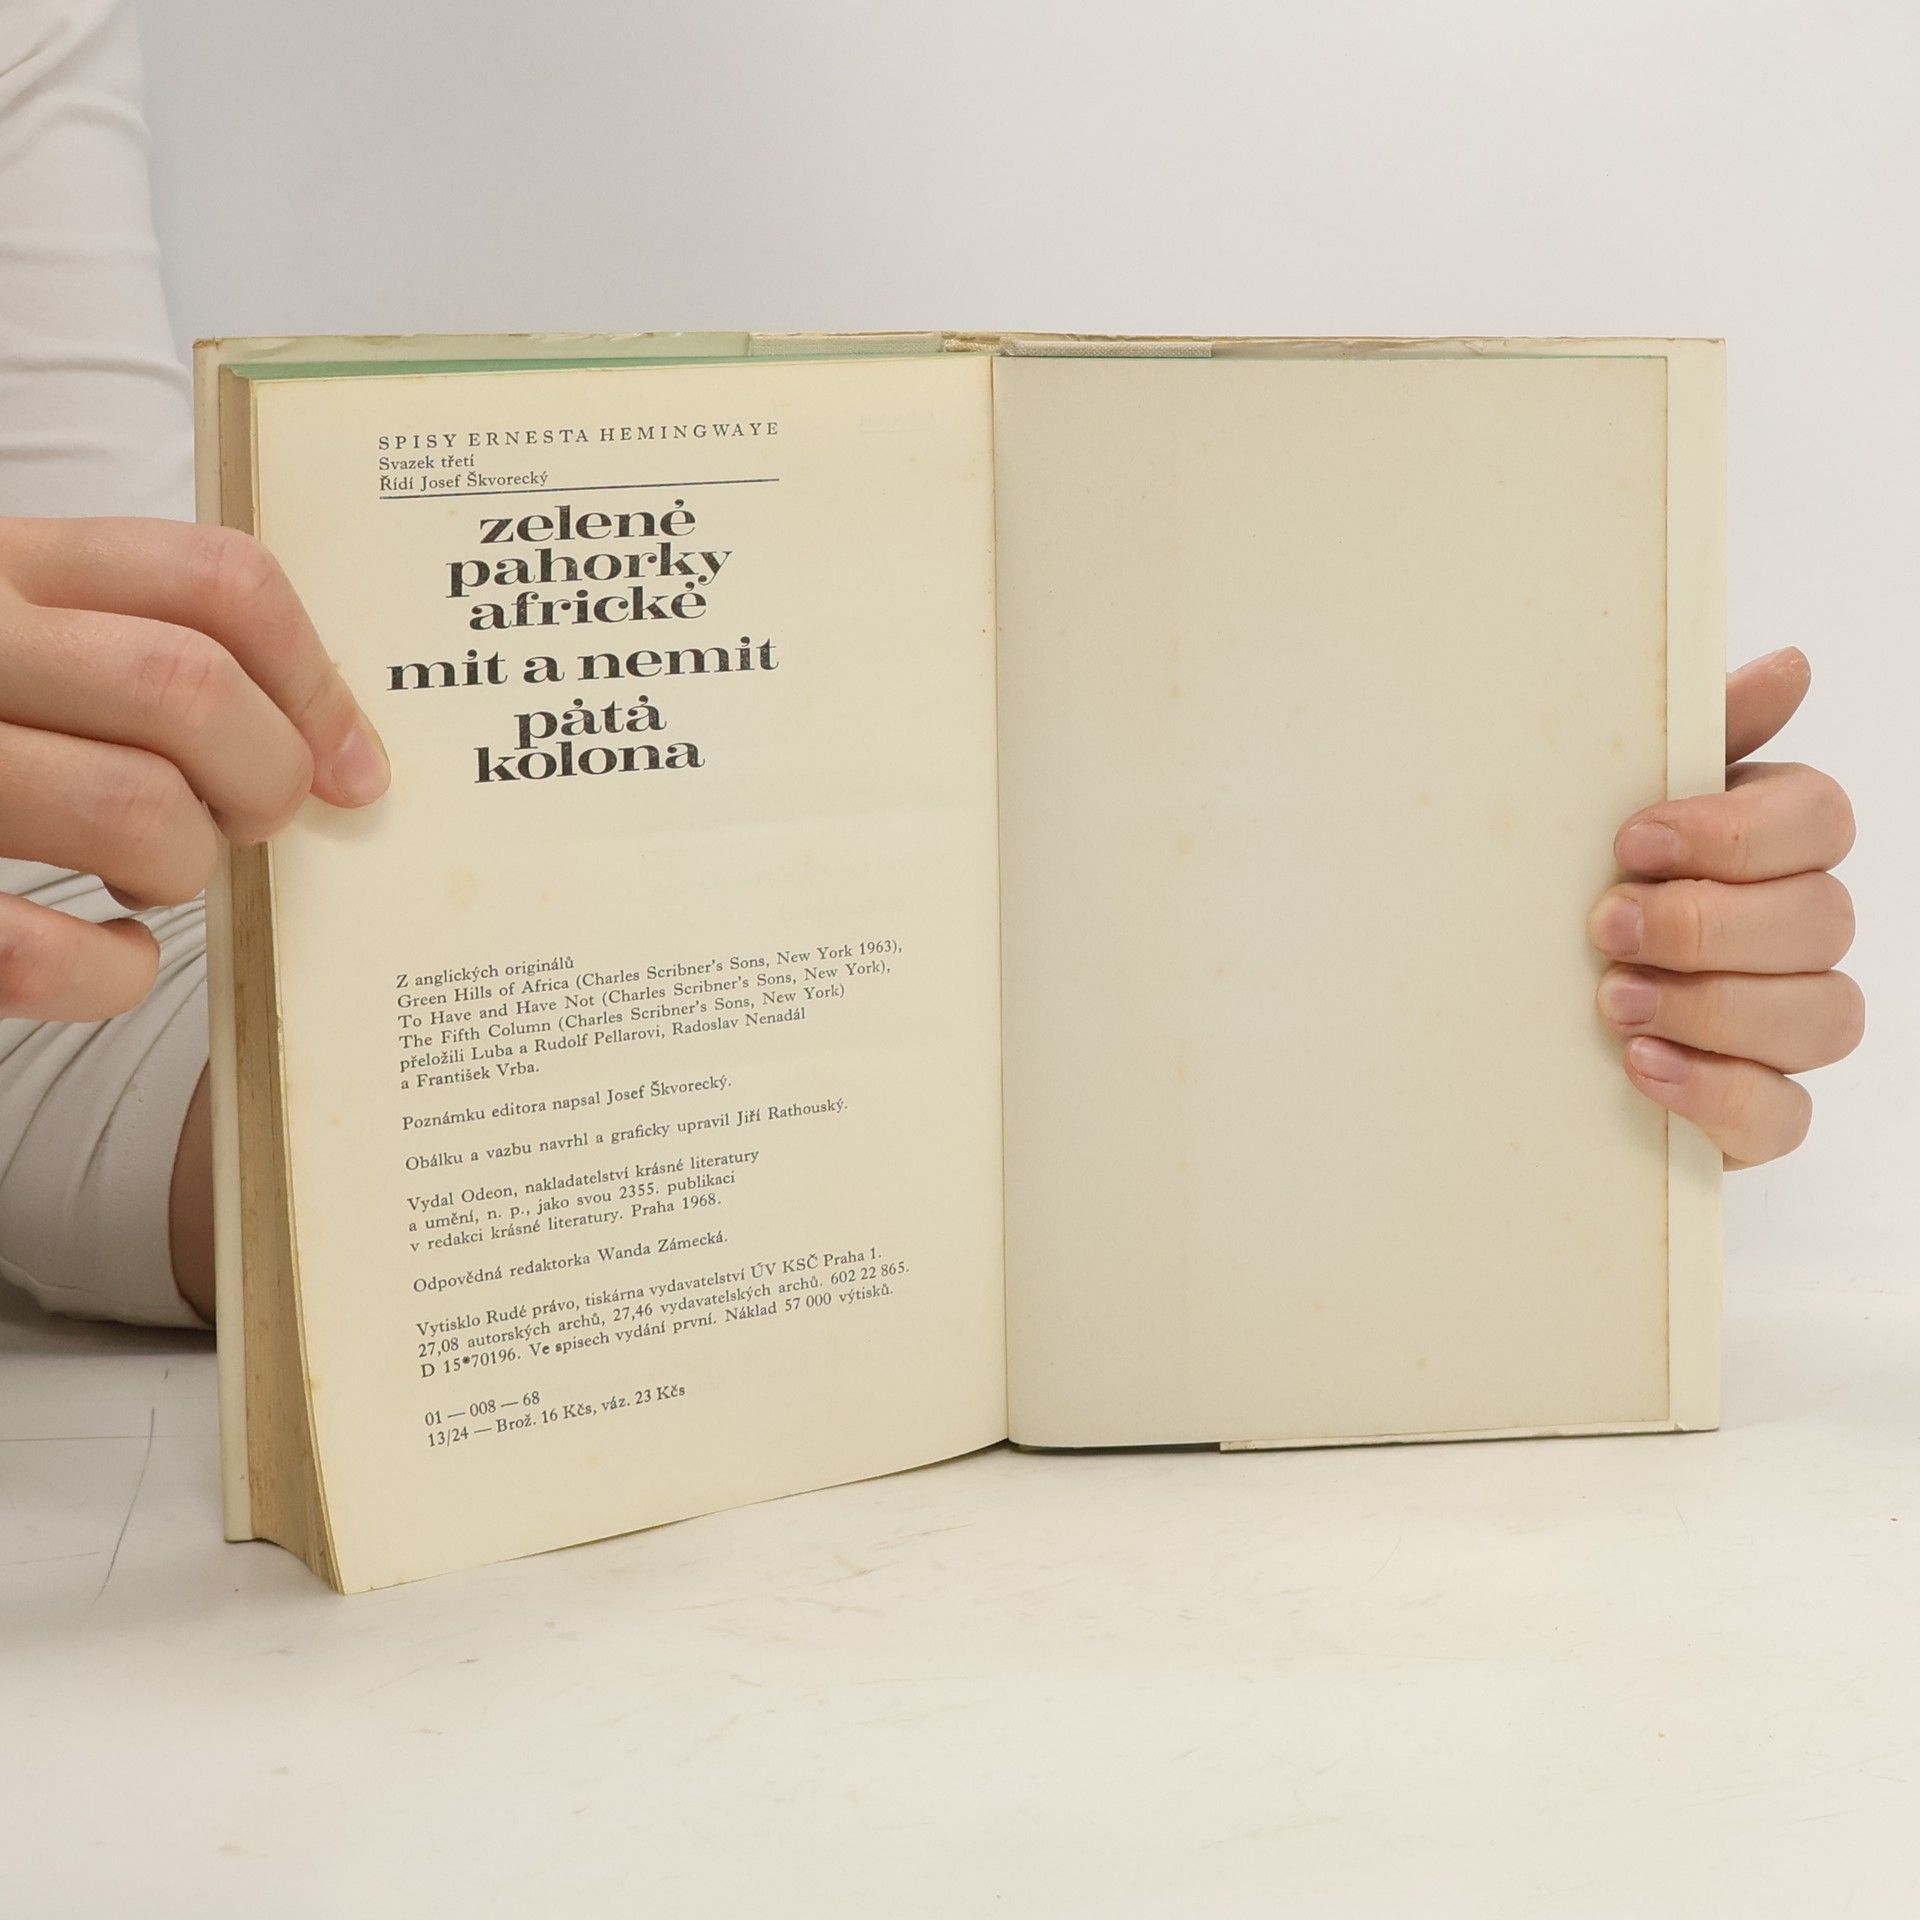 SPISY ERNESTA HEMINGWAYE
Svazek třetí
Řídí Josef Škvorecký
zelené
pahorky
africké
mít a nemít
pátá
kolona
Z anglických originálů
Green Hills of Africa (Charles Scribner's Sons, New York 1963),
To Have and Have Not (Charles Scribner's Sons, New York),
The Fifth Column (Charles Scribner's Sons, New York)
přeložili Luba a Rudolf Pellarovi, Radoslav Nenadál
a František Vrba.
Poznámku editora napsal Josef Škvorecký.
Obálku a vazbu navrhl a graficky upravil Jiří Rathouský.
Vydal Odeon, nakladatelství krásné literatury
a umění, n. p., jako svou 2355. publikaci
v redakci krásné literatury. Praha 1968.
Odpovědná redaktorka Wanda Zámecká.
Vytisklo Rudé právo, tiskárna vydavatelství ÚV KSČ Praha 1.
27,08 autorských archů, 27,46 vydavatelských archů. 602 22 865.
D 15*70196. Ve spisech vydání první. Náklad 57 000 výtisků.
01 — 008 — 68
13/24 — Brož. 16 Kčs, váz. 23 Kčs